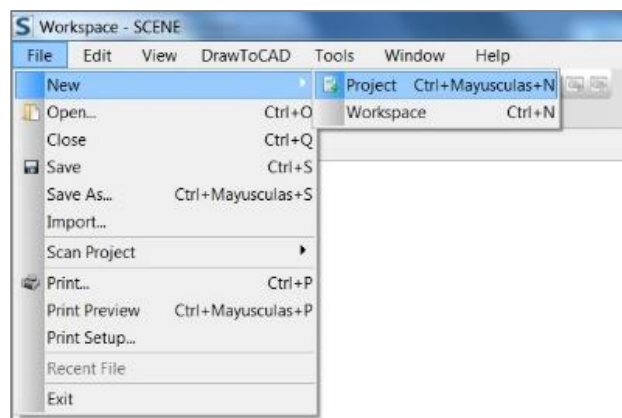 S Workspace - SCENE
File Edit View DrawToCAD Tools Window Help
New
Project Ctrl+Mayusculas+N
Open... Ctrl+O
Workspace Ctrl+N
Close Ctrl+Q
Save Ctrl+S
Save As... Ctrl+Mayusculas+S
Import...
Scan Project
Print... Ctrl+P
Print Preview Ctrl+Mayusculas+P
Print Setup...
Recent File
Exit